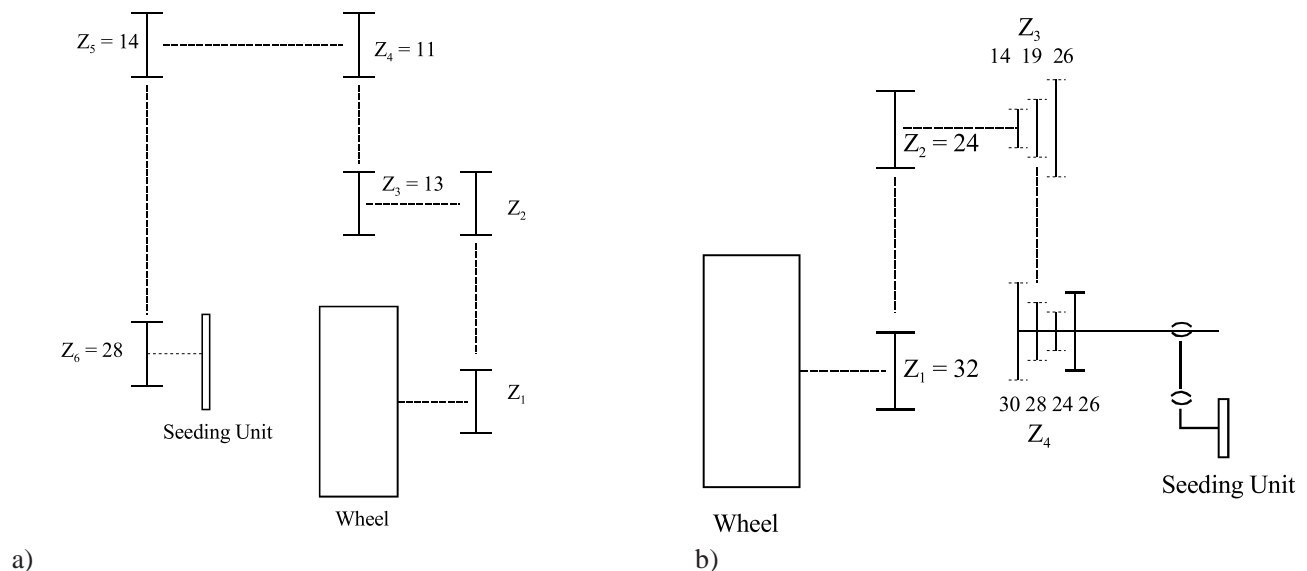 Z₅ = 14
Z₄ = 11
Z₃ = 13
Z₂
Z₆ = 28
Z₁
Seeding Unit
Wheel
a)
Z₃
14 19 26
Z₂ = 24
Z₁ = 32
30 28 24 26
Z₄
Seeding Unit
Wheel
b)